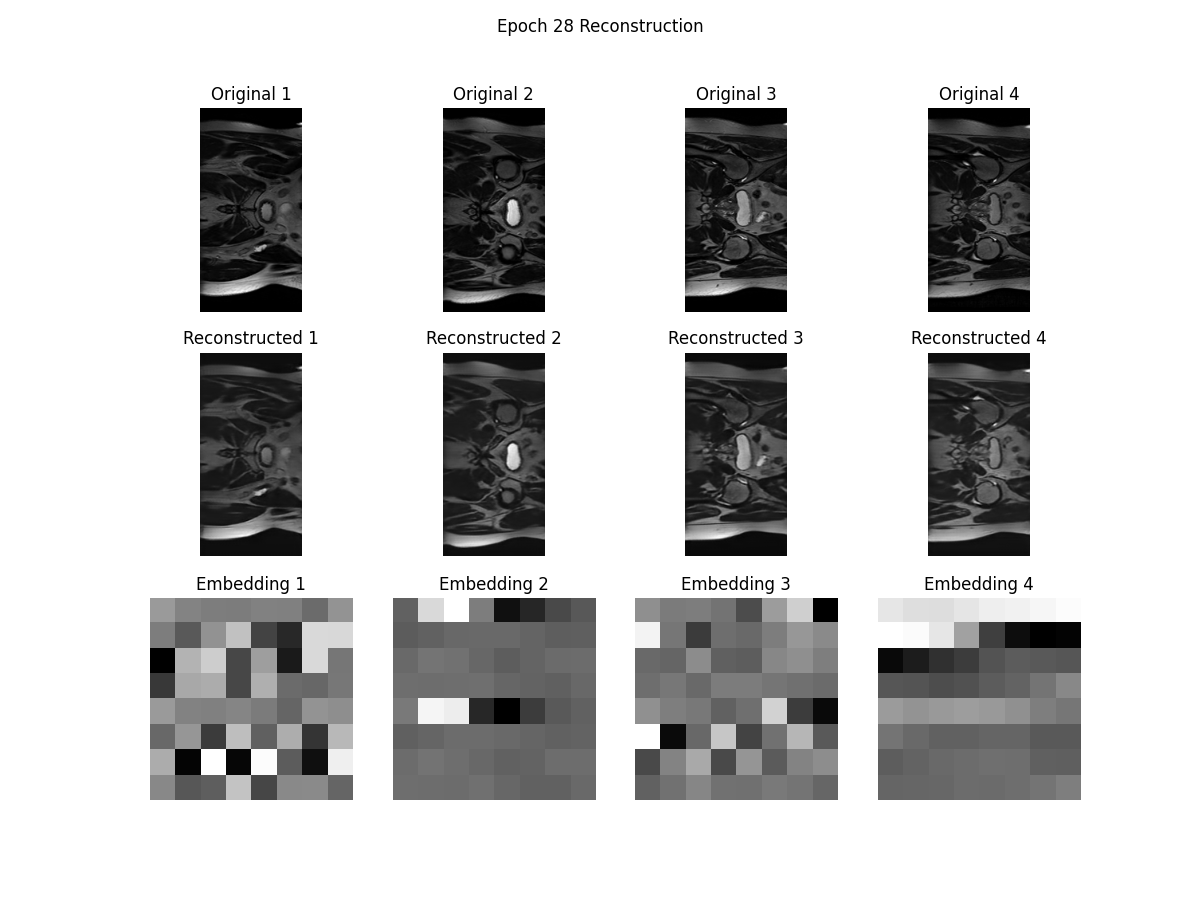 Epoch 28 Reconstruction
Original 1
Original 2
Original 3
Original 4
Reconstructed 1
Reconstructed 2
Reconstructed 3
Reconstructed 4
Embedding 1
Embedding 2
Embedding 3
Embedding 4